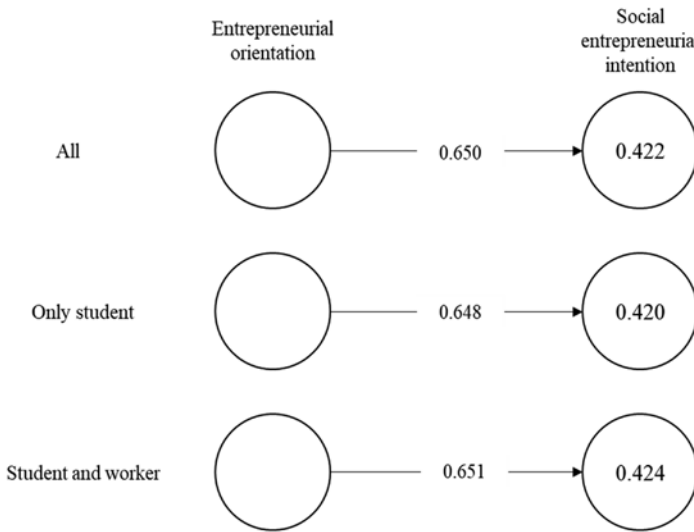 Entrepreneurial
orientation
Social
entrepreneuria
intention
All
0.650
0.422
Only student
0.648
0.420
Student and worker
0.651
0.424